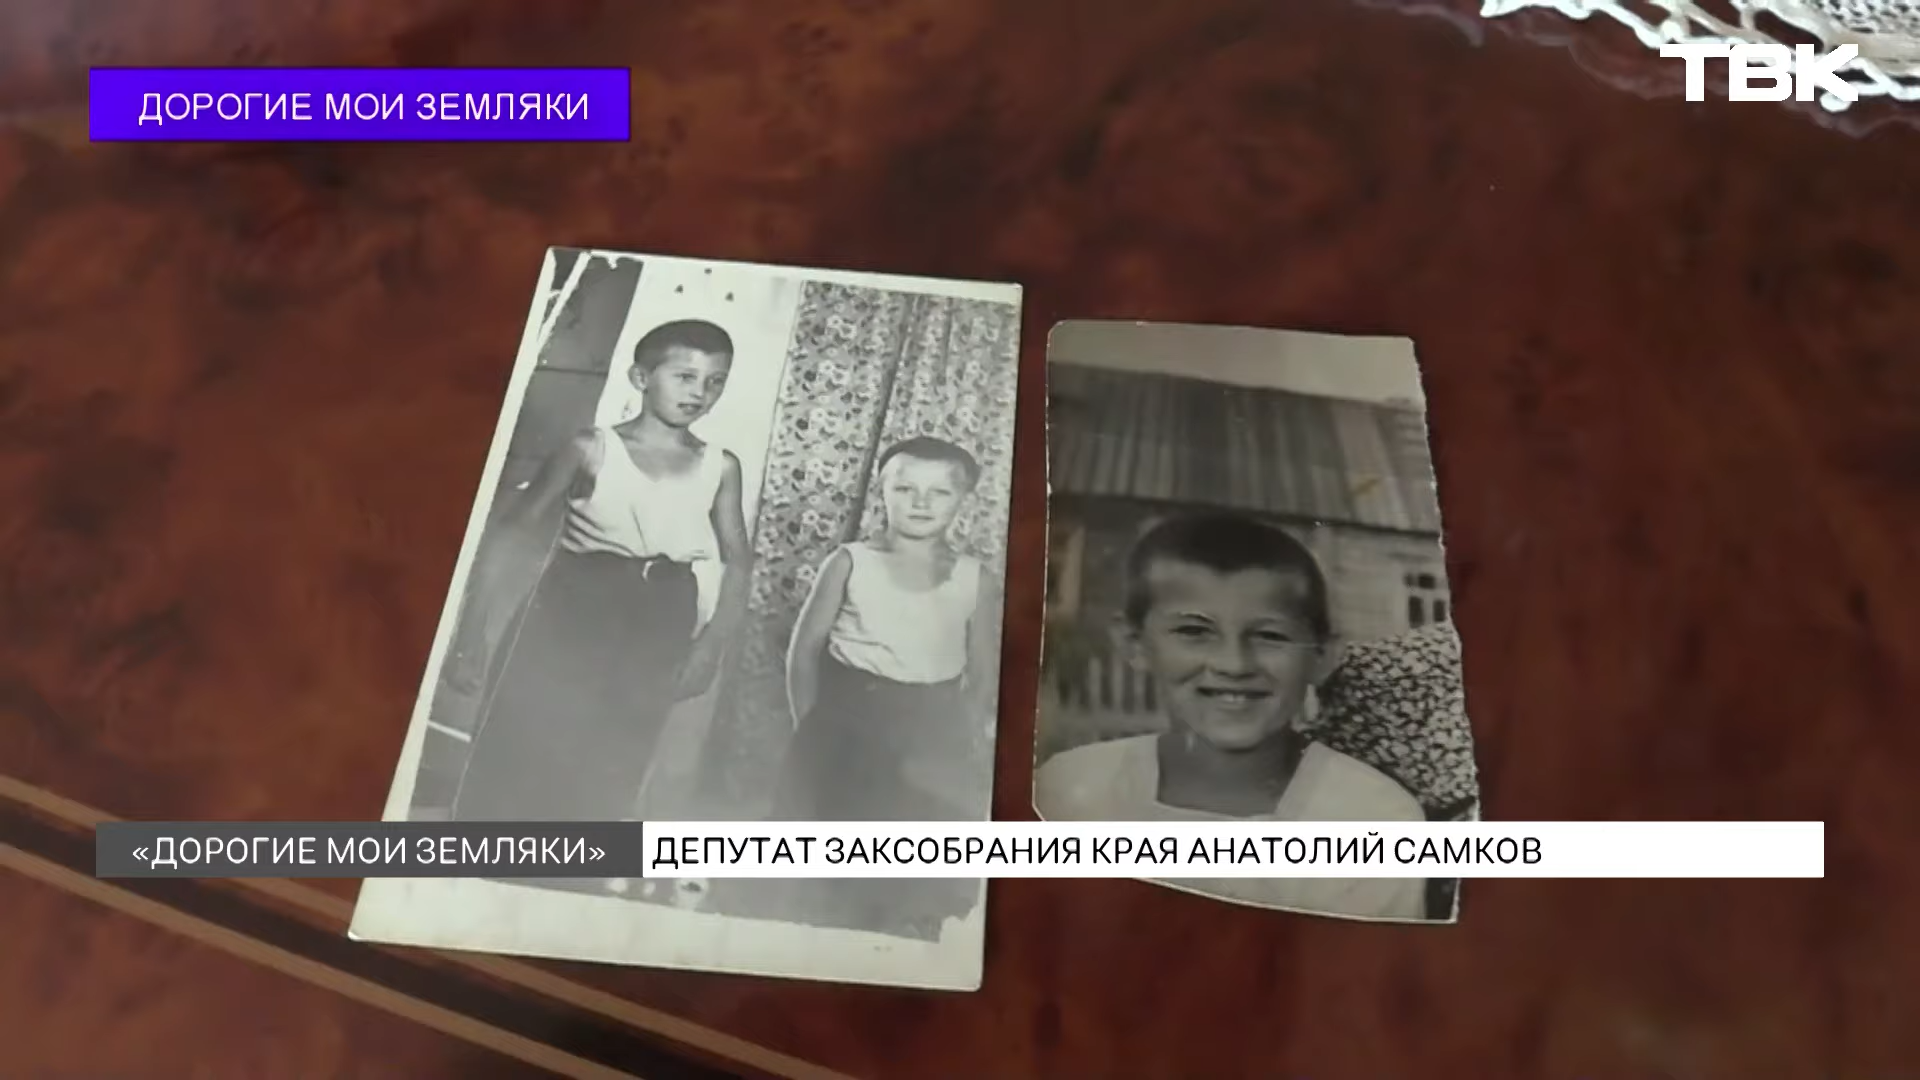 ДОРОГИЕ МОИ ЗЕМЛЯКИ
ТВК
«ДОРОГИЕ МОИ ЗЕМЛЯКИ» ДЕПУТАТ ЗАКСОБРАНИЯ КРАЯ АНАТОЛИЙ САМКОВ